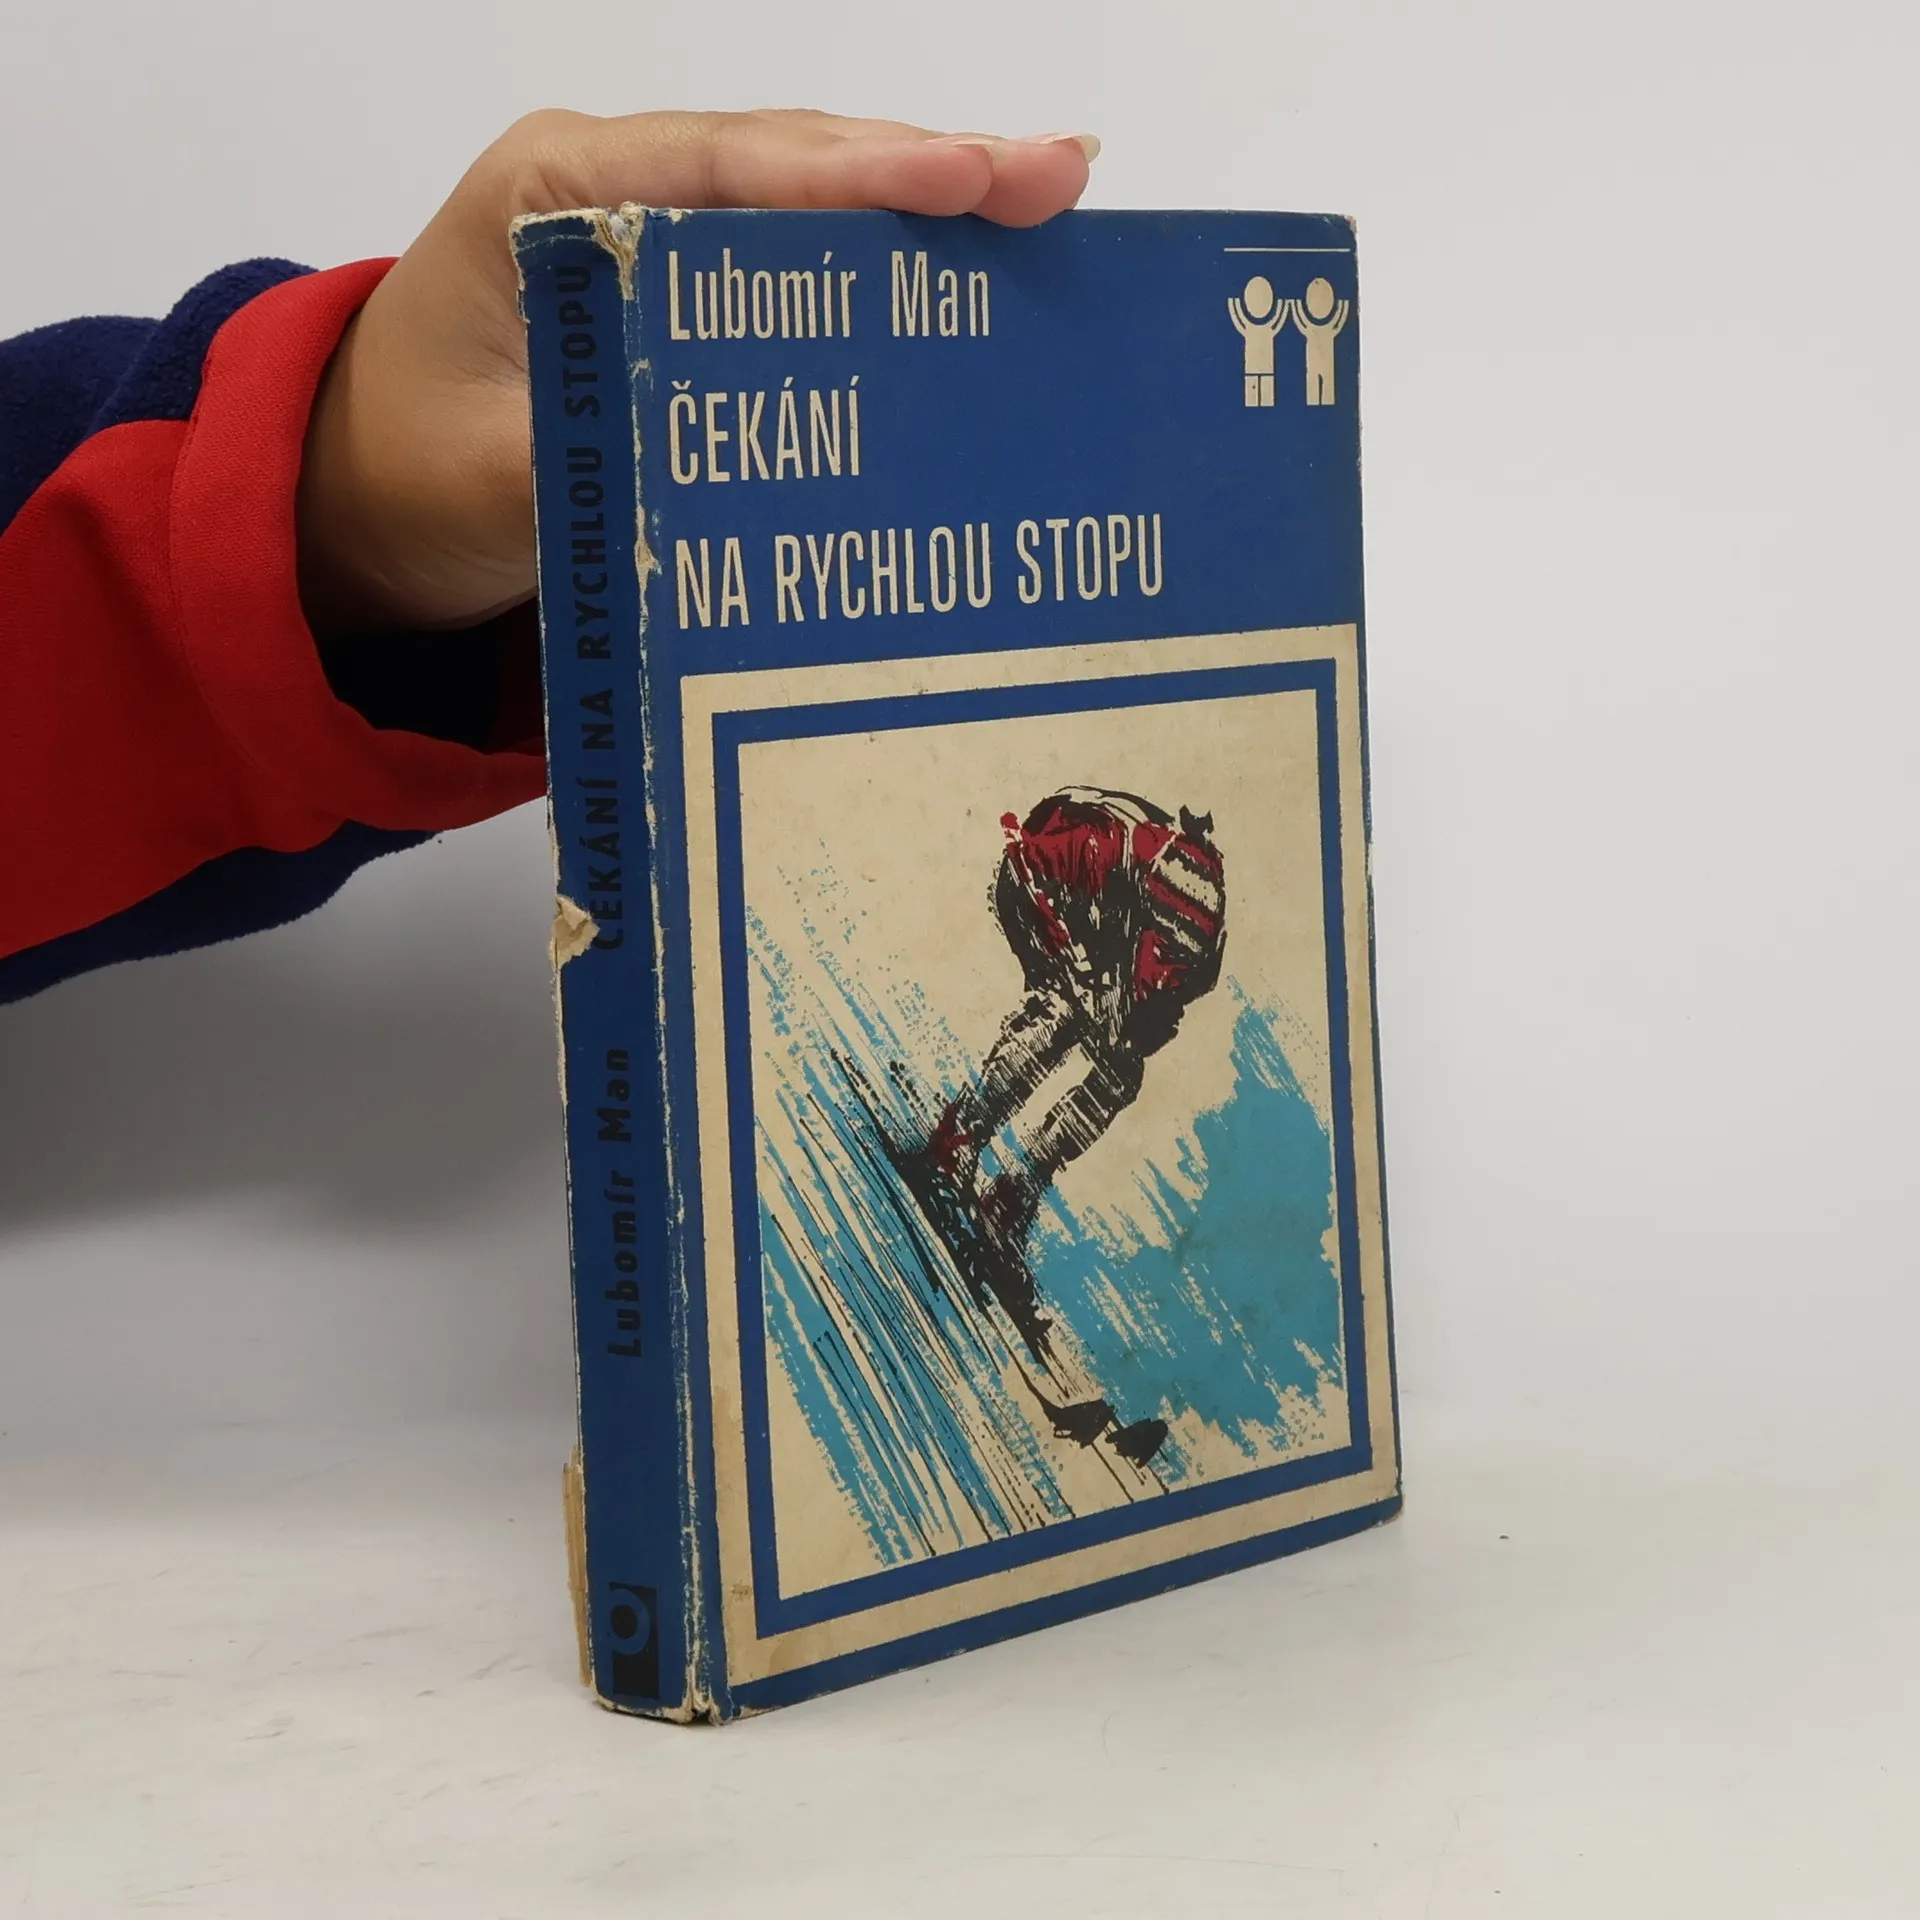 Lubomír Man
ČEKÁNÍ
NA RYCHLOU STOPU
Lubomír Man ČEKÁNÍ NA RYCHLOU STOPU